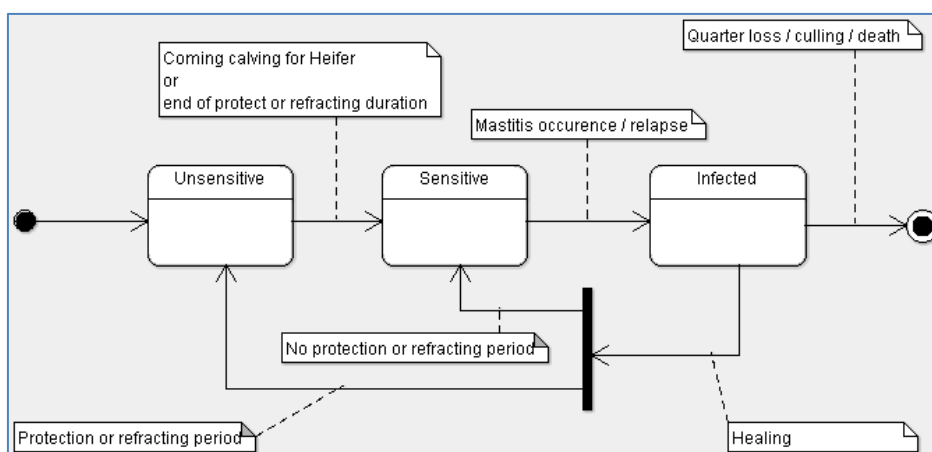 Quarter loss / culling / death
Coming calving for Heifer
or
end of protect or refracting duration
Mastitis occurence / relapse
Unsensitive
Sensitive
Infected
No protection or refracting period
Protection or refracting period
Healing